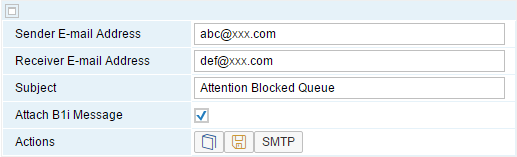 Sender E-mail Address abc@xxx.com
Receiver E-mail Address def@xxx.com
Subject Attention Blocked Queue
Attach B1i Message
Actions SMTP